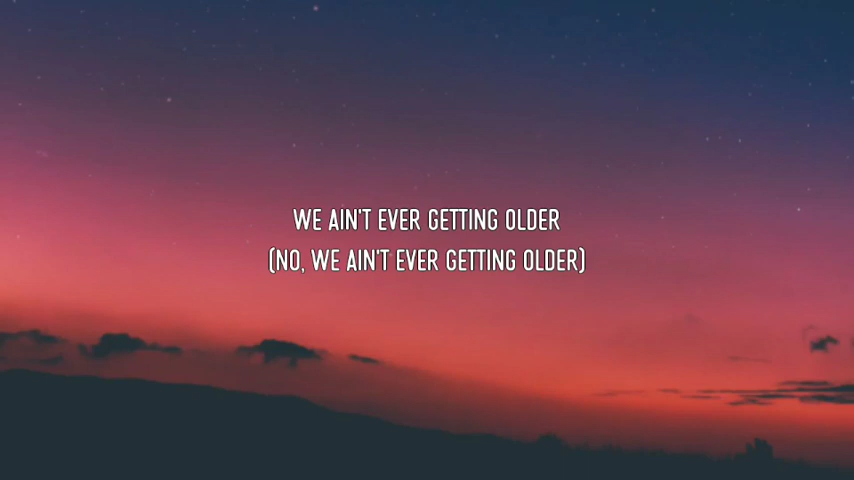 WE AIN'T EVER GETTING OLDER
(NO, WE AIN'T EVER GETTING OLDER)